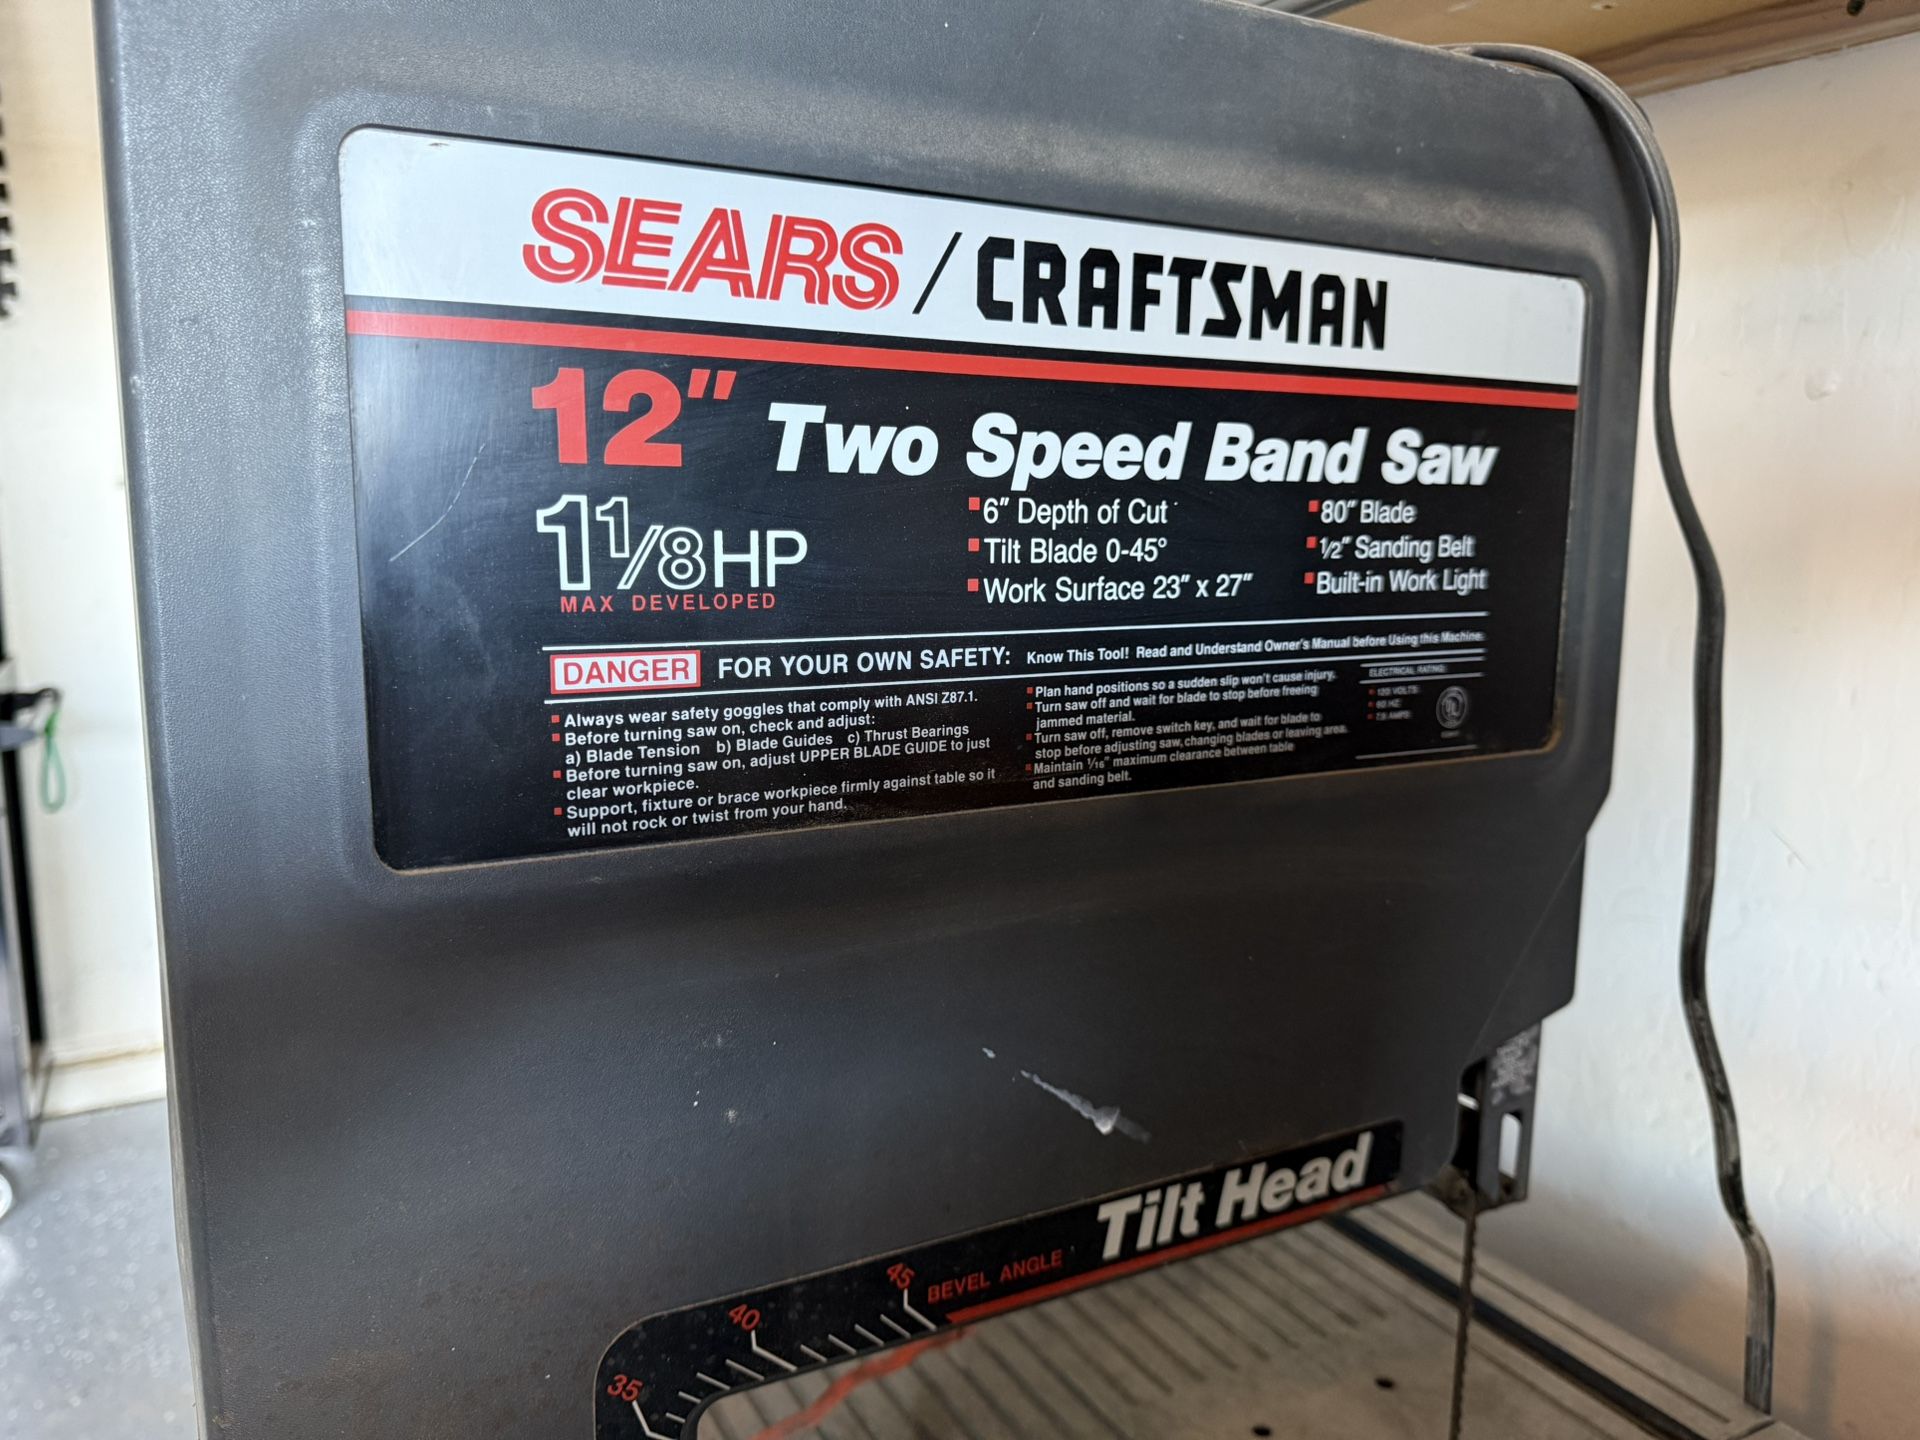 SEARS / CRAFTSMAN
12" Two Speed Band Saw
1 1/8 HP
MAX DEVELOPED
6" Depth of Cut
Tilt Blade 0-45°
Work Surface 23" x 27"
80" Blade
1/2" Sanding Belt
Built-in Work Light
DANGER FOR YOUR OWN SAFETY: Know This Tool! Read and Understand Owner's Manual before Using this Machine.
Always wear safety goggles that comply with ANSI Z87.1.
Before turning saw on, check and adjust:
a) Blade Tension b) Blade Guides c) Thrust Bearings
Before turning saw on, adjust UPPER BLADE GUIDE to just
clear workpiece.
Support, fixture or brace workpiece firmly against table so it
will not rock or twist from your hand.
Plan hand positions so a sudden slip won't cause injury.
Turn saw off and wait for blade to stop before freeing
jammed material.
Turn saw off, remove switch key, and wait for blade to
stop before adjusting saw, changing blades or leaving area.
Maintain 1/16" maximum clearance between table
and sanding belt.
ELECTRICAL RATING:
120 VOLTS
60 HZ
AMPS
UL
Tilt Head
BEVEL ANGLE
45
40
35